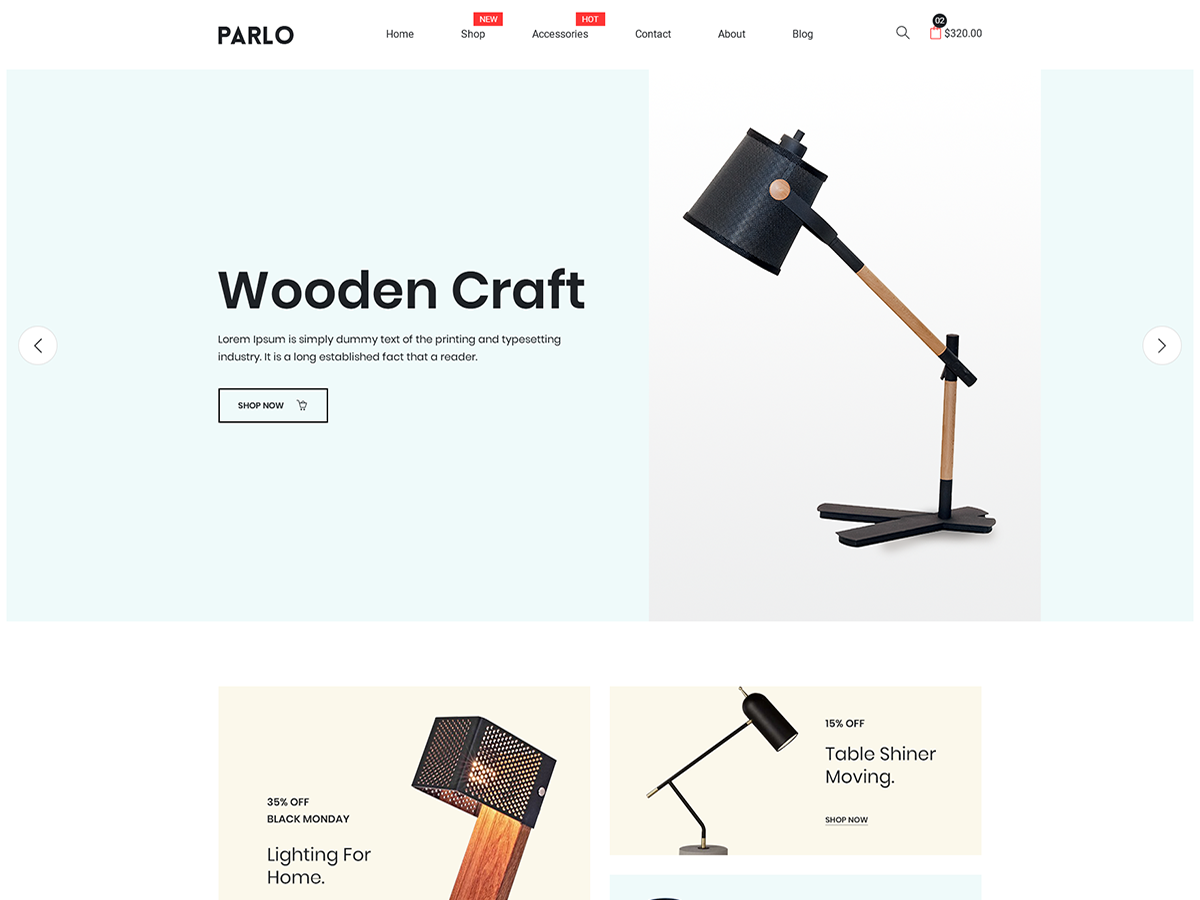 PARLO
Home
NEW
Shop
HOT
Accessories
Contact
About
Blog
02
$320.00
Wooden Craft
Lorem Ipsum is simply dummy text of the printing and typesetting
industry. It is a long established fact that a reader.
SHOP NOW
35% OFF
BLACK MONDAY
Lighting For
Home.
15% OFF
Table Shiner
Moving.
SHOP NOW